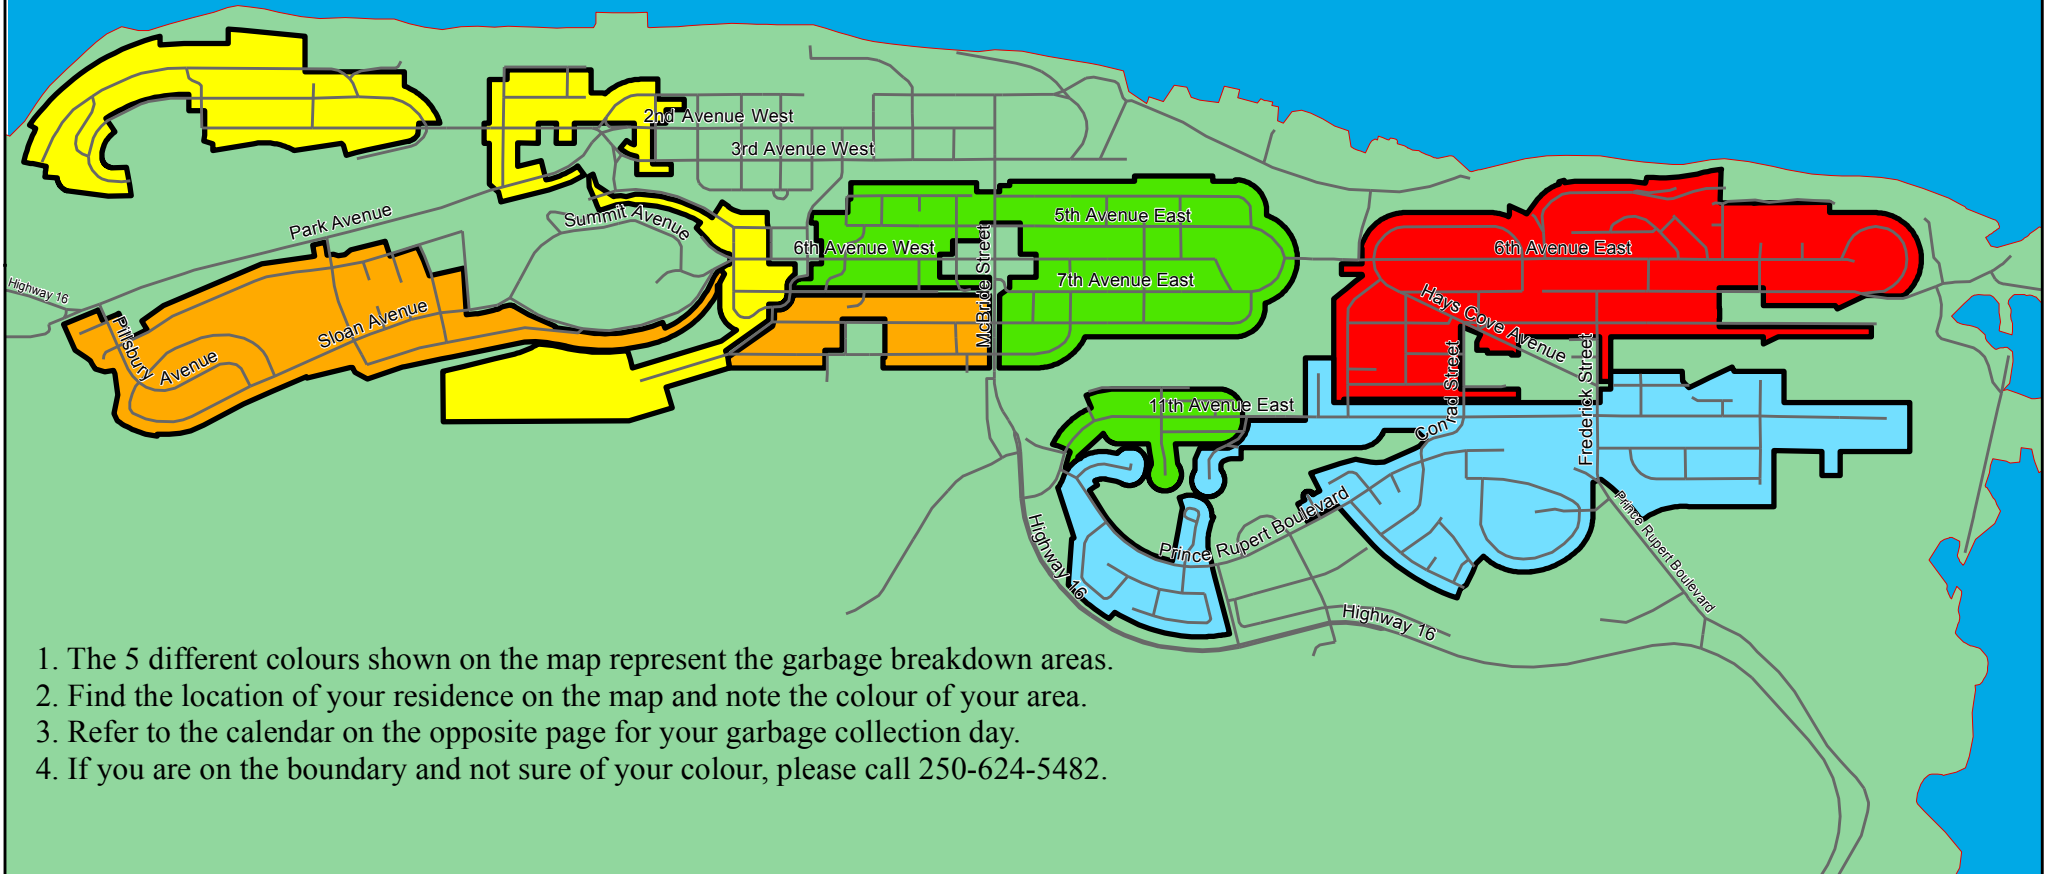 2nd Avenue West
3rd Avenue West
Park Avenue
Summit Avenue
5th Avenue East
6th Avenue West
6th Avenue East
7th Avenue East
Highway 16
McBride Street
Hays Cove Avenue
Pillsbury Avenue
Sloan Avenue
Conrad Street
Frederick Street
11th Avenue East
Prince Rupert Boulevard
Prince Rupert Boulevard
Highway 16
Highway 16
1. The 5 different colours shown on the map represent the garbage breakdown areas.
2. Find the location of your residence on the map and note the colour of your area.
3. Refer to the calendar on the opposite page for your garbage collection day.
4. If you are on the boundary and not sure of your colour, please call 250-624-5482.